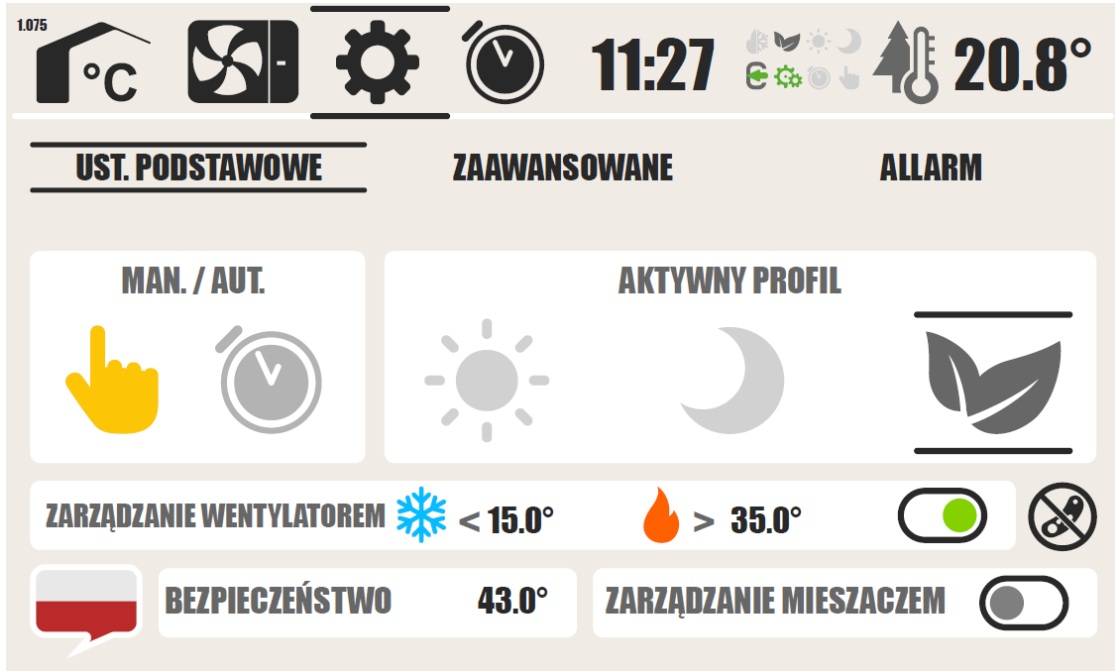 1.075
°C
11:27
20.8°
UST. PODSTAWOWE
ZAAWANSOWANE
ALLARM
MAN. / AUT.
AKTYWNY PROFIL
ZARZĄDZANIE WENTYLATOREM < 15.0° > 35.0°
BEZPIECZEŃSTWO 43.0°
ZARZĄDZANIE MIESZACZEM